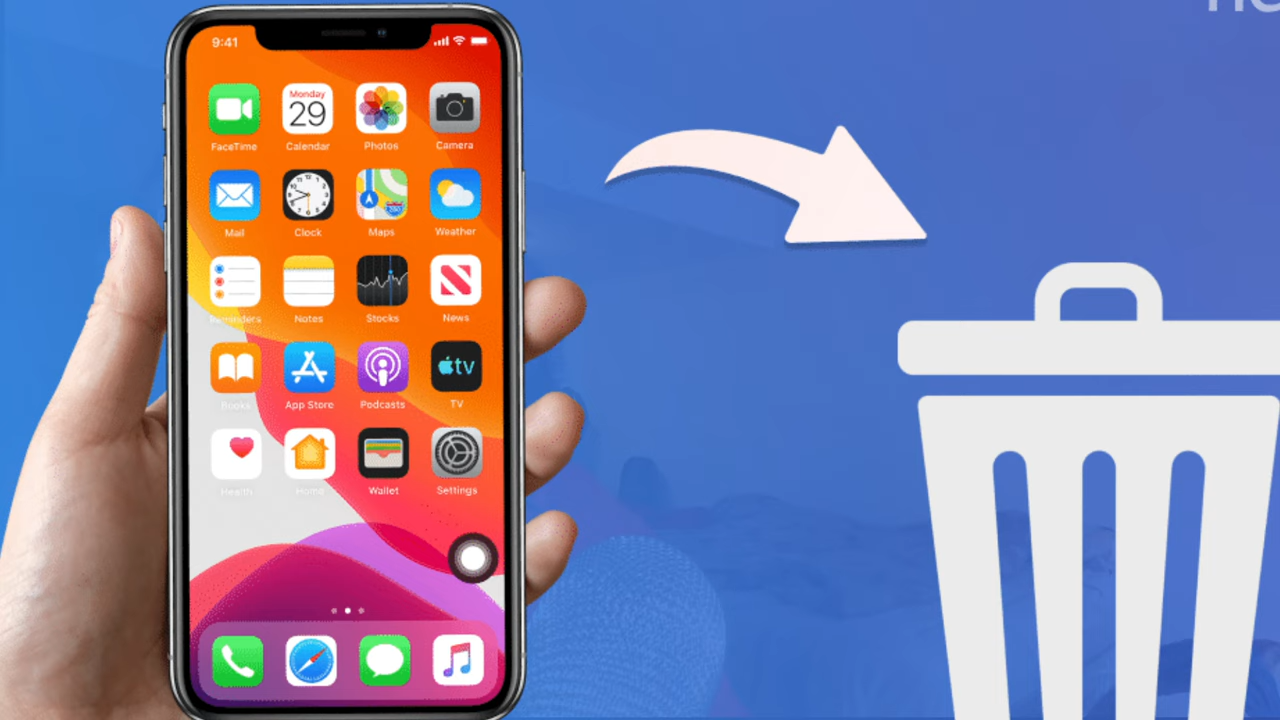 9:41
Monday
29
FaceTime Calendar Photos Camera
Mail Clock Maps Weather
Reminders Notes Stocks News
tv
Books App Store Podcasts TV
Health Home Wallet Settings